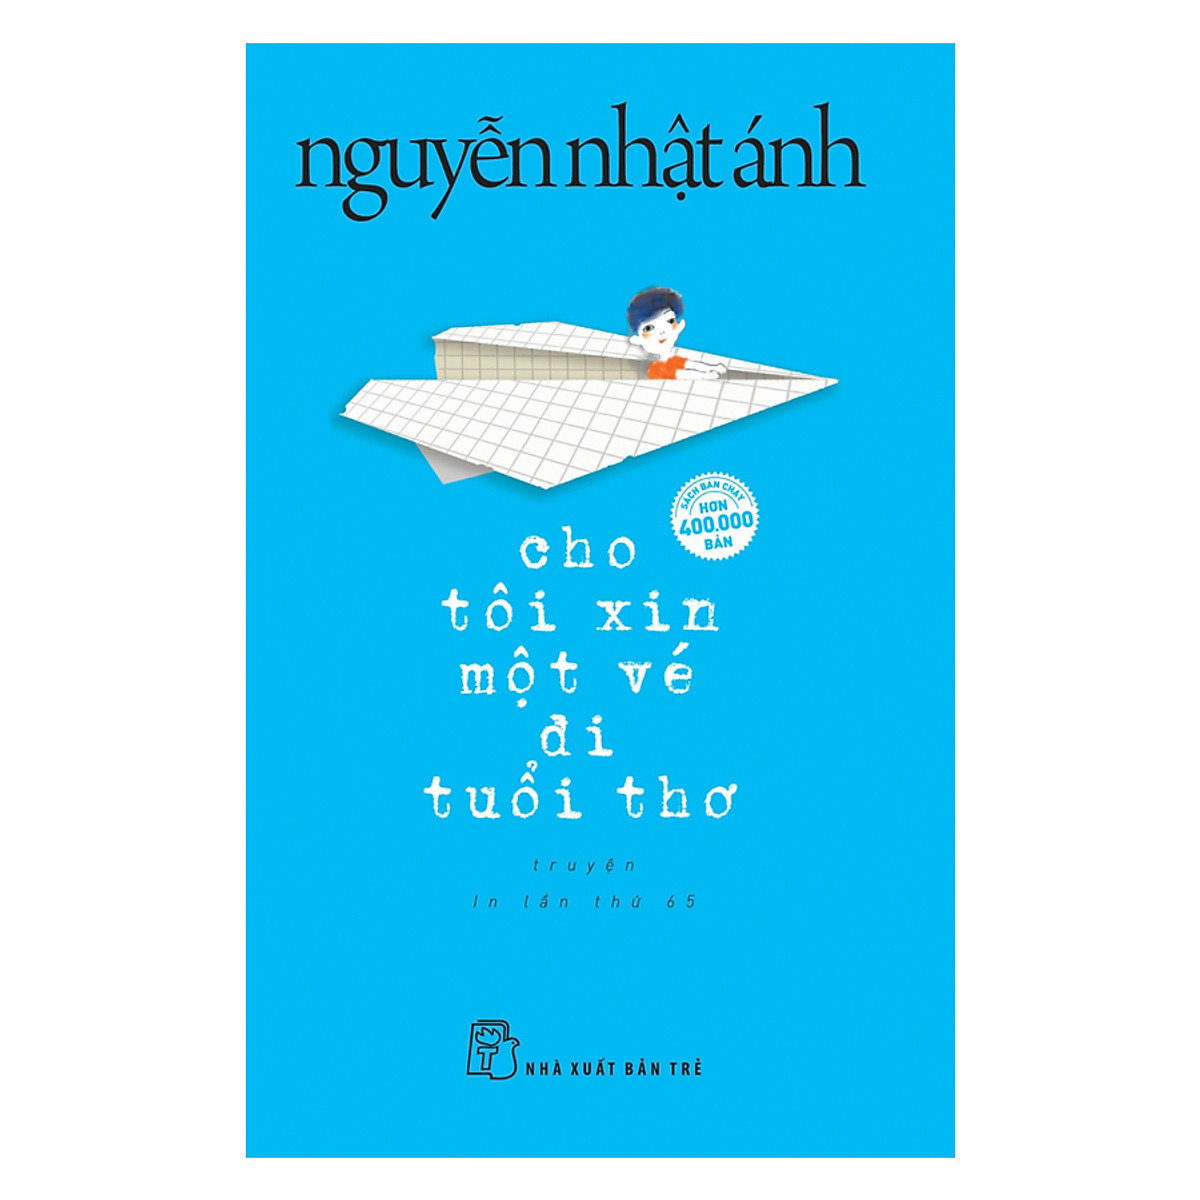 nguyễn nhật ánh
SÁCH BÁN CHẠY
HƠN
400.000
BẢN
cho
tôi xin
một vé
đi
tuổi thơ
truyện
In lần thứ 65
T
NHÀ XUẤT BẢN TRẺ